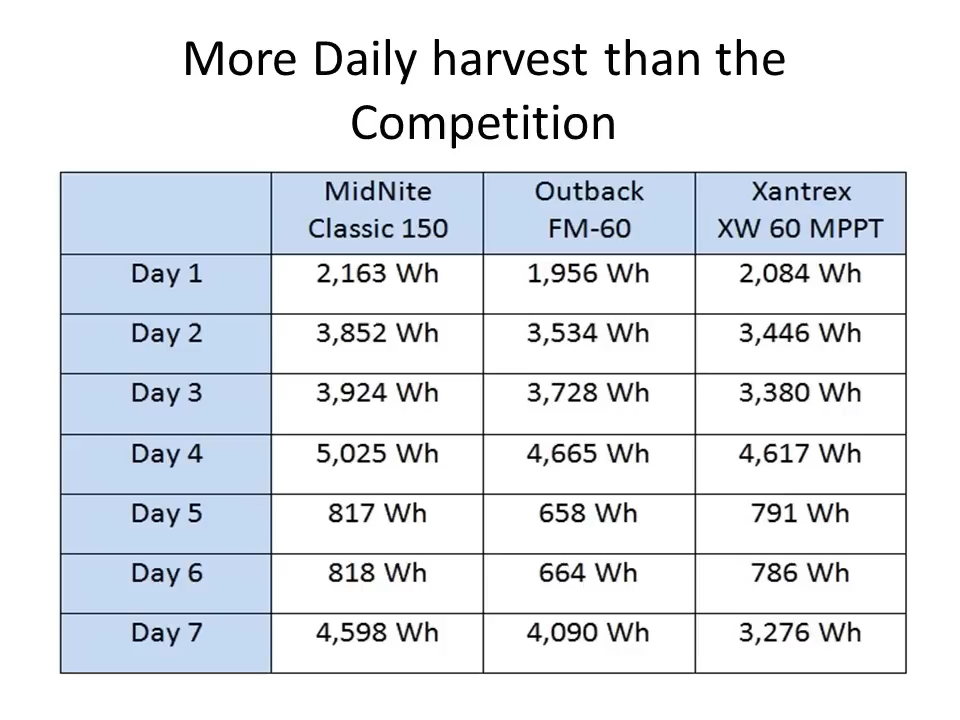 More Daily harvest than the
Competition
MidNite Classic 150 Outback FM-60 Xantrex XW 60 MPPT
Day 1 2,163 Wh 1,956 Wh 2,084 Wh
Day 2 3,852 Wh 3,534 Wh 3,446 Wh
Day 3 3,924 Wh 3,728 Wh 3,380 Wh
Day 4 5,025 Wh 4,665 Wh 4,617 Wh
Day 5 817 Wh 658 Wh 791 Wh
Day 6 818 Wh 664 Wh 786 Wh
Day 7 4,598 Wh 4,090 Wh 3,276 Wh